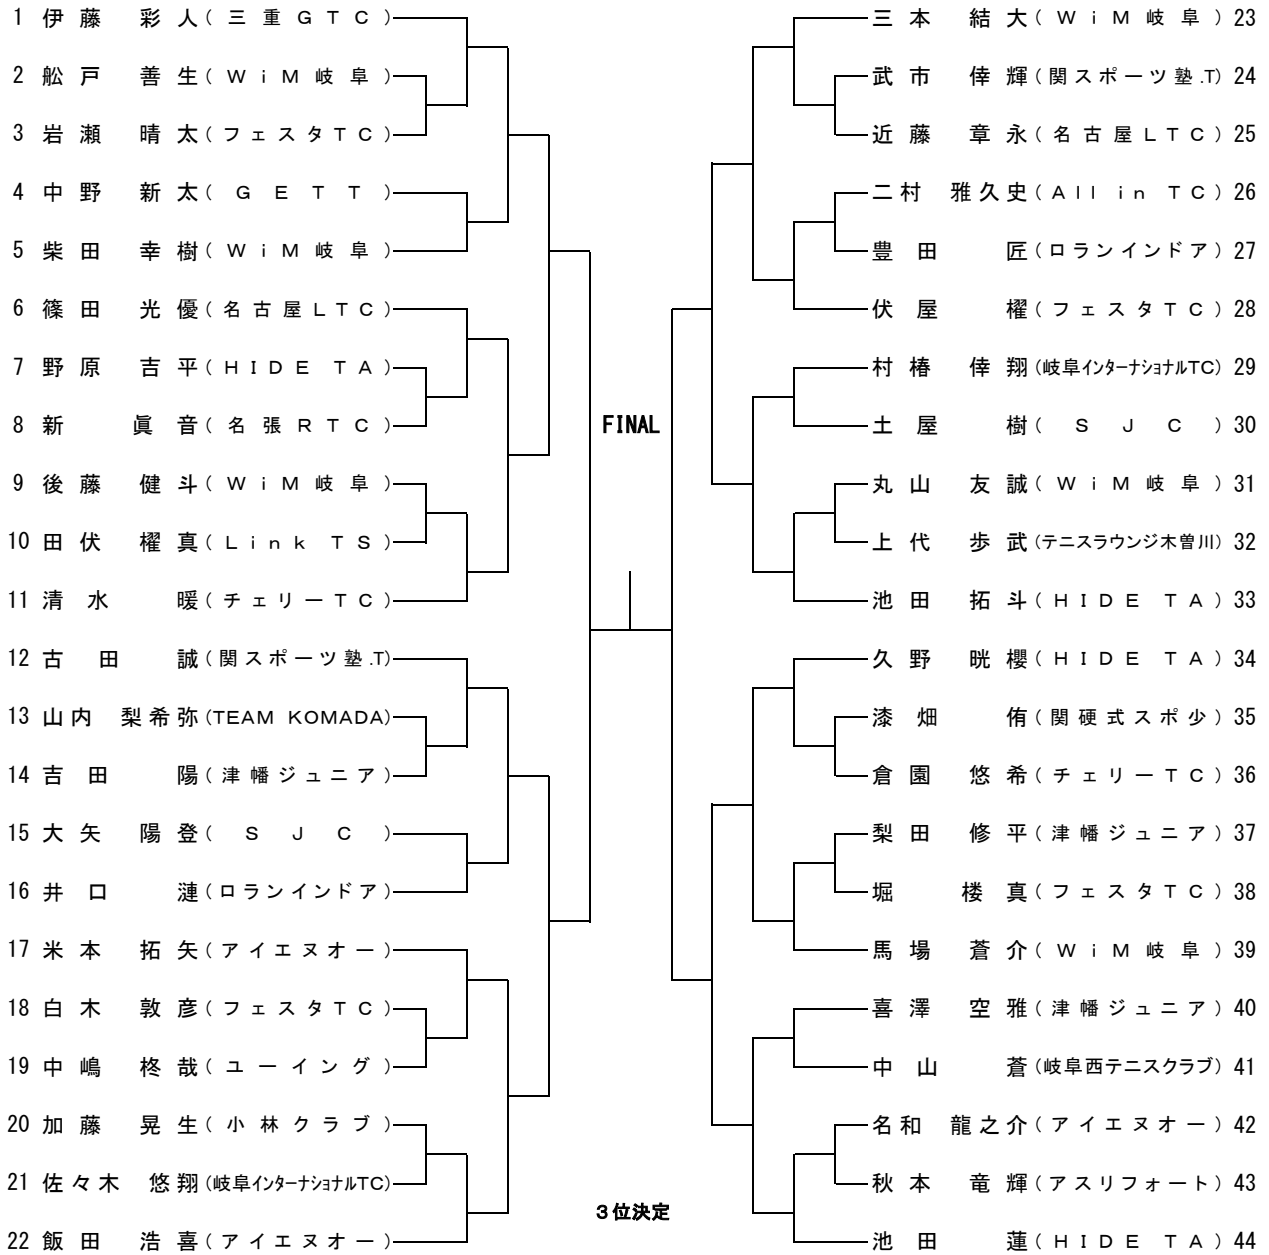 1 伊藤 彩人(三重GTC)
2 舩戸 善生(WiM岐阜)
3 岩瀬 晴太(フェスタTC)
4 中野 新太(GETT)
5 柴田 幸樹(WiM岐阜)
6 篠田 光優(名古屋LTC)
7 野原 吉平(HIDE TA)
8 新 眞音(名張RTC)
9 後藤 健斗(WiM岐阜)
10 田伏 櫂真(Link TS)
11 清水 暖(チェリーTC)
12 古田 誠(関スポーツ塾.T)
13 山内 梨希弥(TEAM KOMADA)
14 吉田 陽(津幡ジュニア)
15 大矢 陽登(SJC)
16 井口 漣(ロランインドア)
17 米本 拓矢(アイエヌオー)
18 白木 敦彦(フェスタTC)
19 中嶋 柊哉(ユーイング)
20 加藤 晃生(小林クラブ)
21 佐々木 悠翔(岐阜インターナショナルTC)
22 飯田 浩喜(アイエヌオー)
FINAL
3位決定
三本 結大(WiM岐阜) 23
武市 倖輝(関スポーツ塾.T) 24
近藤 章永(名古屋LTC) 25
二村 雅久史(All in TC) 26
豊田 匠(ロランインドア) 27
伏屋 櫂(フェスタTC) 28
村椿 倖翔(岐阜インターナショナルTC) 29
土屋 樹(SJC) 30
丸山 友誠(WiM岐阜) 31
上代 歩武(テニスラウンジ木曽川) 32
池田 拓斗(HIDE TA) 33
久野 晄櫻(HIDE TA) 34
漆畑 侑(関硬式スポ少) 35
倉園 悠希(チェリーTC) 36
梨田 修平(津幡ジュニア) 37
堀 楼真(フェスタTC) 38
馬場 蒼介(WiM岐阜) 39
喜澤 空雅(津幡ジュニア) 40
中山 蒼(岐阜西テニスクラブ) 41
名和 龍之介(アイエヌオー) 42
秋本 竜輝(アスリフォート) 43
池田 蓮(HIDE TA) 44